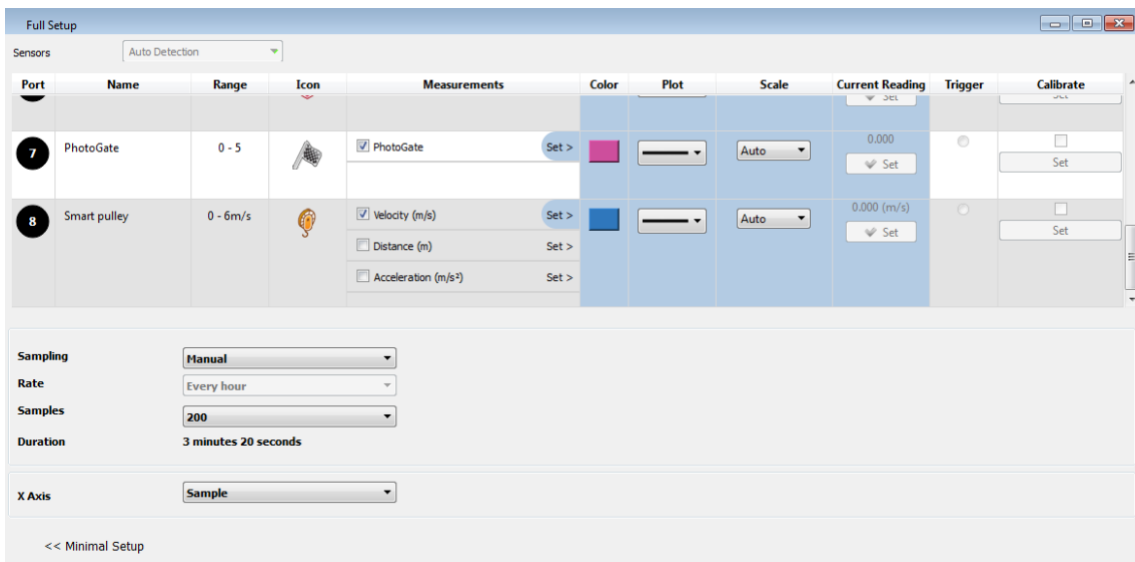 Full Setup
Sensors Auto Detection
Port Name Range Icon Measurements Color Plot Scale Current Reading Trigger Calibrate
Set Set
7 PhotoGate 0 - 5 PhotoGate Set > Auto 0.000
Set Set
8 Smart pulley 0 - 6m/s Velocity (m/s) Set > Auto 0.000 (m/s)
Set Set
Distance (m) Set >
Acceleration (m/s²) Set >
Sampling Manual
Rate Every hour
Samples 200
Duration 3 minutes 20 seconds
X Axis Sample
<< Minimal Setup